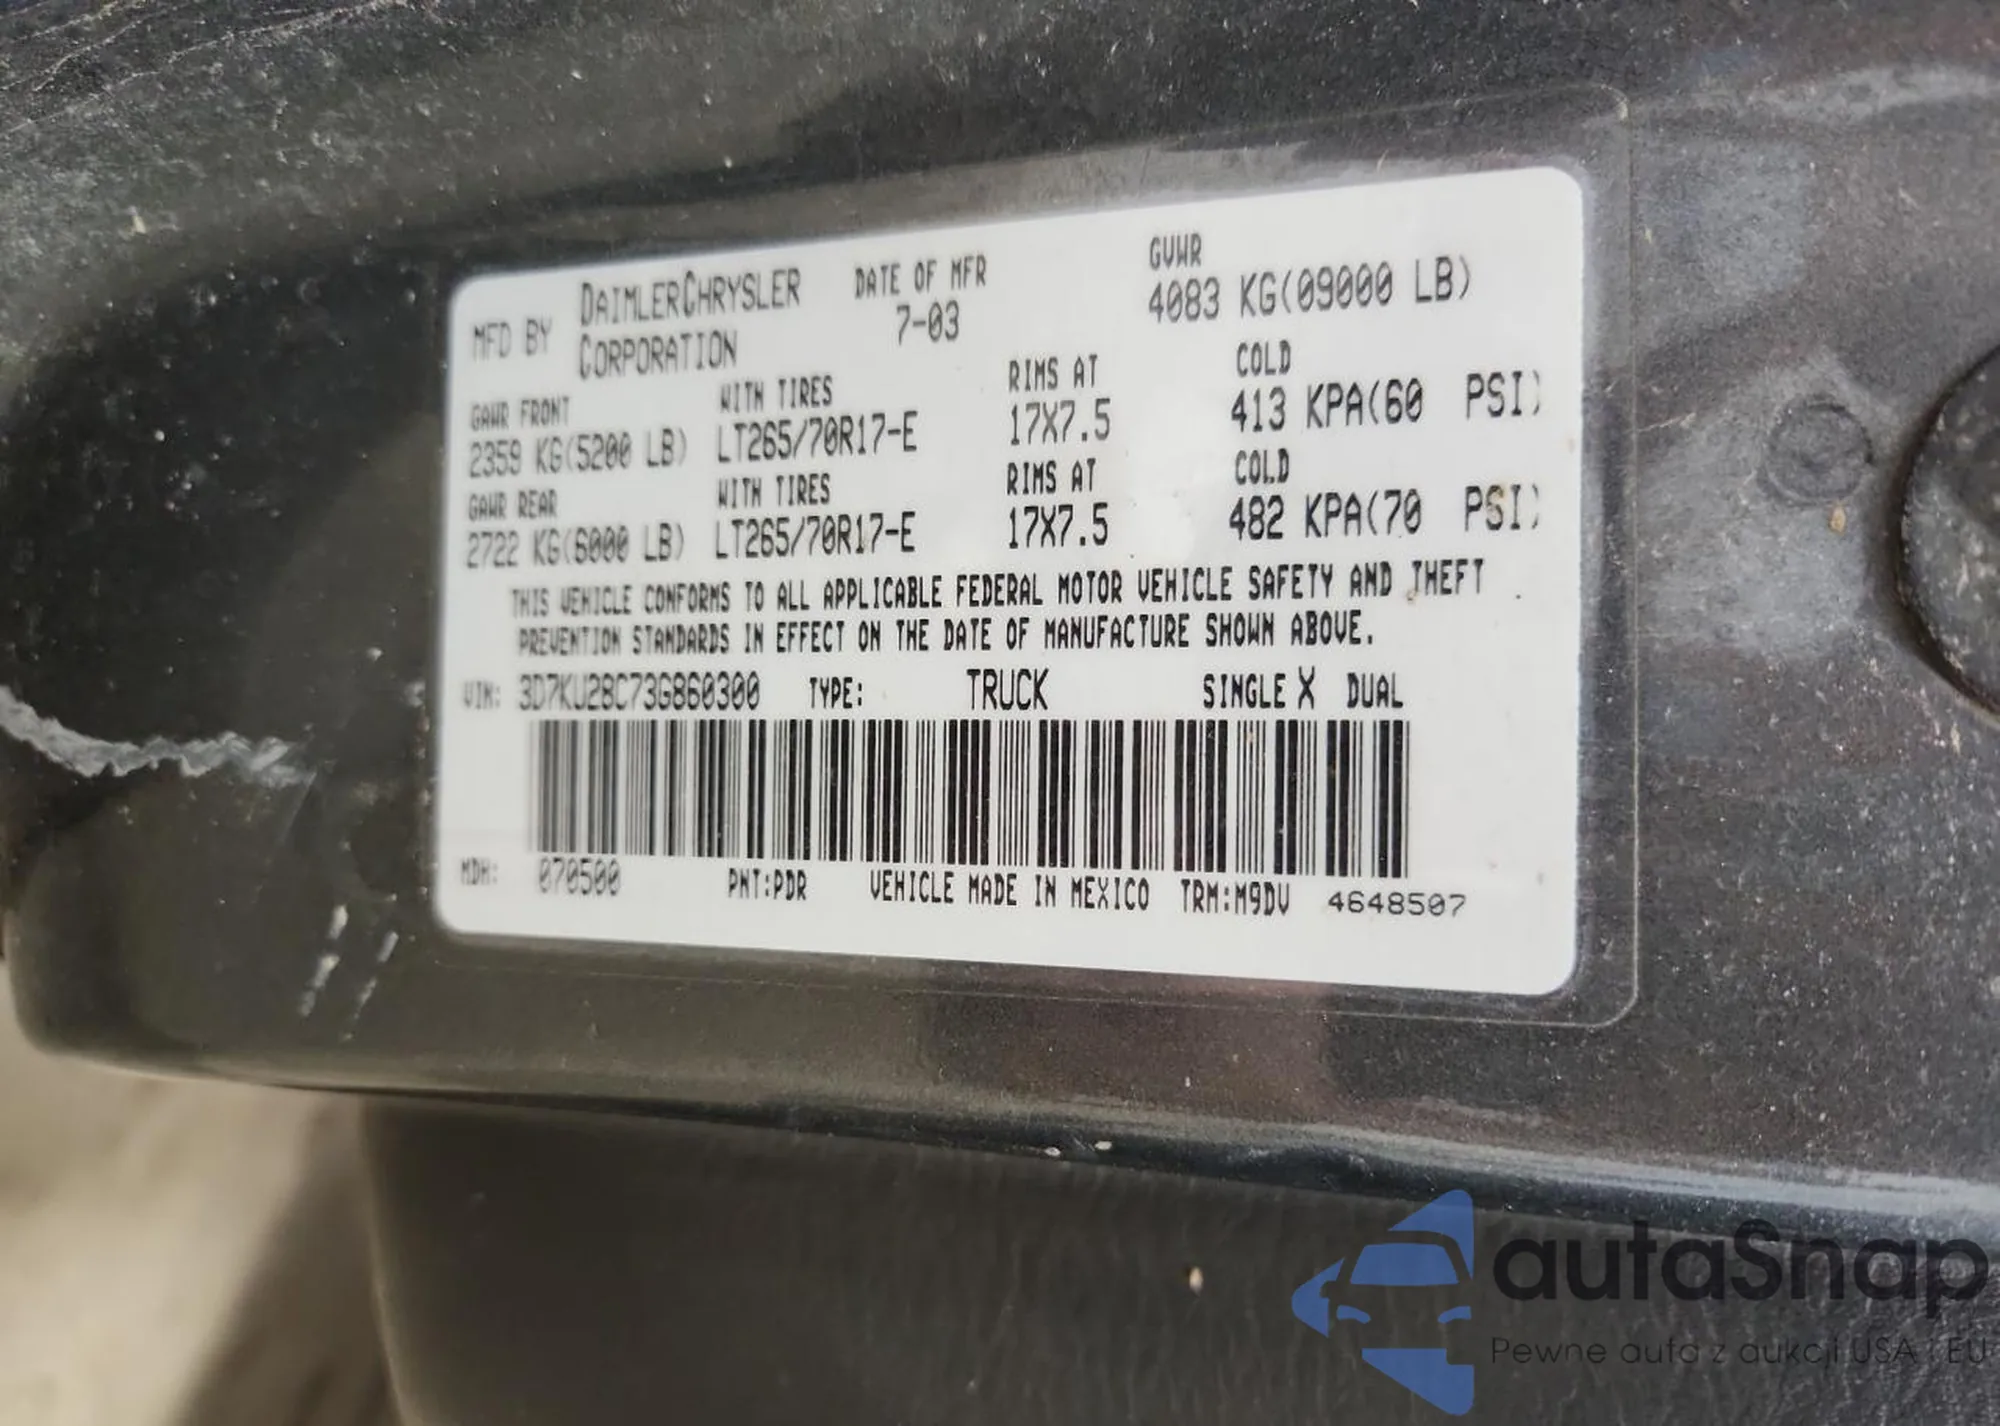 MFD BY DAIMLERCHRYSLER CORPORATION
DATE OF MFR
7-03
GVWR
4083 KG(09000 LB)
GAWR FRONT WITH TIRES RIMS AT COLD
2359 KG(5200 LB) LT265/70R17-E 17X7.5 413 KPA(60 PSI)
GAWR REAR WITH TIRES RIMS AT COLD
2722 KG(6000 LB) LT265/70R17-E 17X7.5 482 KPA(70 PSI)
THIS VEHICLE CONFORMS TO ALL APPLICABLE FEDERAL MOTOR VEHICLE SAFETY AND THEFT
PREVENTION STANDARDS IN EFFECT ON THE DATE OF MANUFACTURE SHOWN ABOVE.
VIN: 3D7KU28C73G860300 TYPE: TRUCK SINGLE X DUAL
MDH: 070500 PNT:PDR VEHICLE MADE IN MEXICO TRM:M9DV 4648507
autaSnap
Pewne auta z aukcji USA i EU